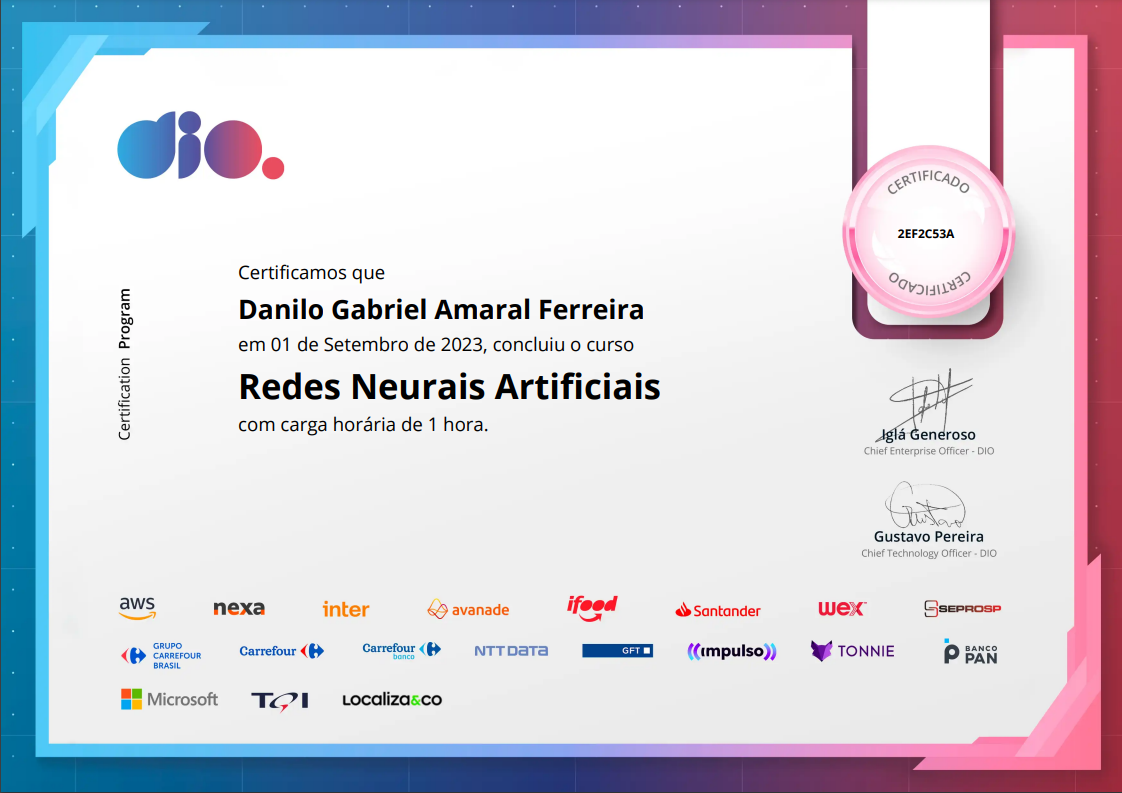 dio.
CERTIFICADO
2EF2C53A
CERTIFICADO
Certification Program
Certificamos que
Danilo Gabriel Amaral Ferreira
em 01 de Setembro de 2023, concluiu o curso
Redes Neurais Artificiais
com carga horária de 1 hora.
Iglá Generoso
Chief Enterprise Officer - DIO
Gustavo Pereira
Chief Technology Officer - DIO
aws nexa inter avanade ifood Santander wex SEPROSP
GRUPO
CARREFOUR
BRASIL
Carrefour
Carrefour
banco
NTT DATA GFT impulso TONNIE
BANCO
PAN
Microsoft TQI LOCALIZA&CO